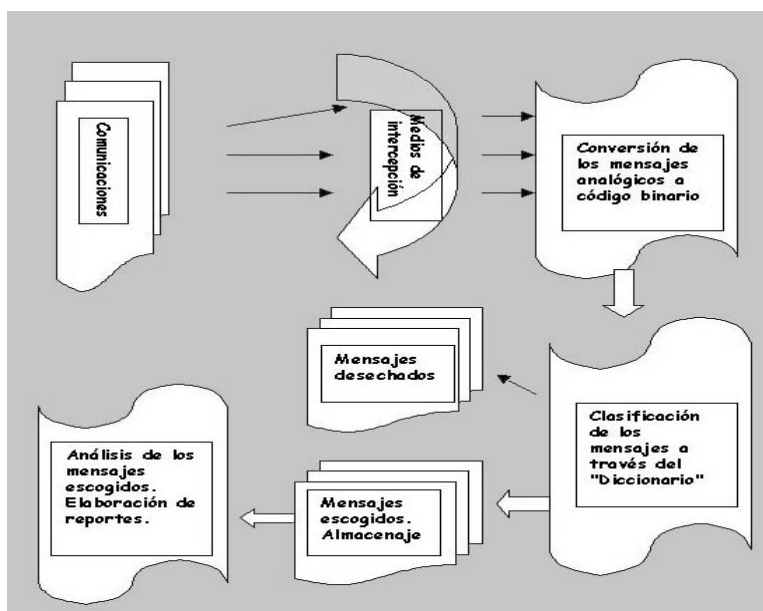 Comunicaciones
Medios de
intercepción
Conversión de
los mensajes
analógicos a
código binario
Mensajes
desechados
Clasificación
de los
mensajes a
través del
"Diccionario"
Mensajes
escogidos.
Almacenaje
Análisis de los
mensajes
escogidos.
Elaboración de
reportes.